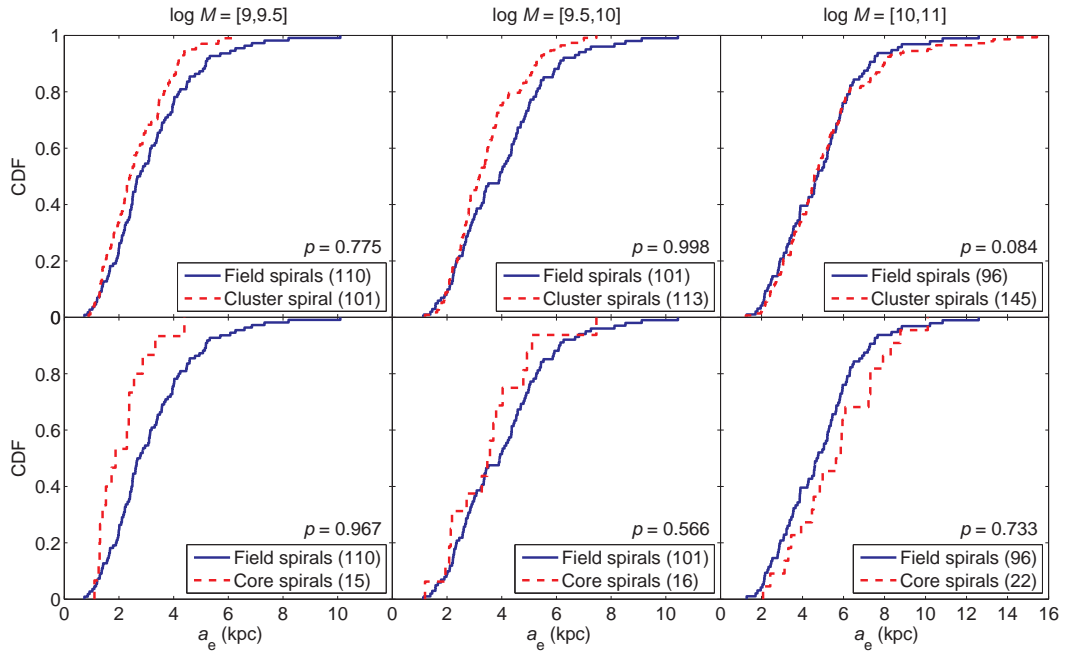 log M = [9,9.5] log M = [9.5,10] log M = [10,11]
1
0.8
0.6
CDF
0.4
0.2
0
p = 0.775
Field spirals (110)
Cluster spiral (101)
p = 0.998
Field spirals (101)
Cluster spirals (113)
p = 0.084
Field spirals (96)
Cluster spirals (145)
0.8
0.6
CDF
0.4
0.2
0
p = 0.967
Field spirals (110)
Core spirals (15)
p = 0.566
Field spirals (101)
Core spirals (16)
p = 0.733
Field spirals (96)
Core spirals (22)
0 2 4 6 8 10 2 4 6 8 10 0 2 4 6 8 10 12 14 16
ae (kpc) ae (kpc) ae (kpc)